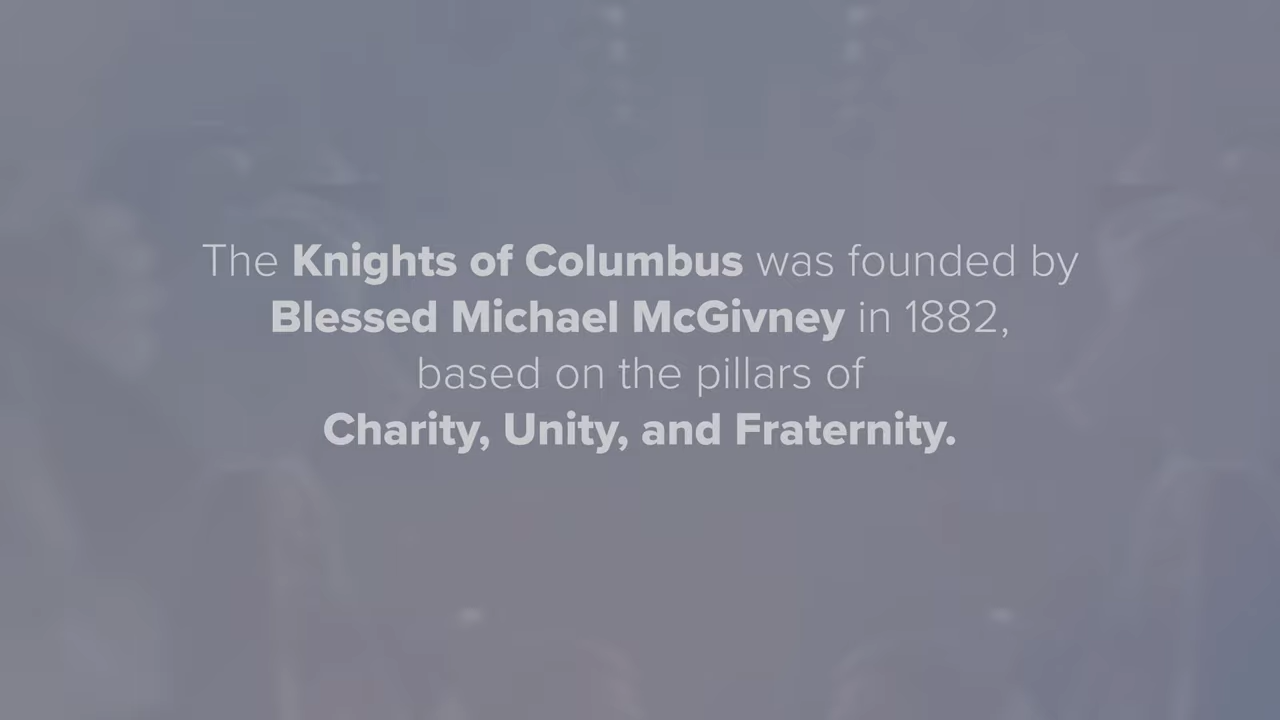 The Knights of Columbus was founded by
Blessed Michael McGivney in 1882,
based on the pillars of
Charity, Unity, and Fraternity.